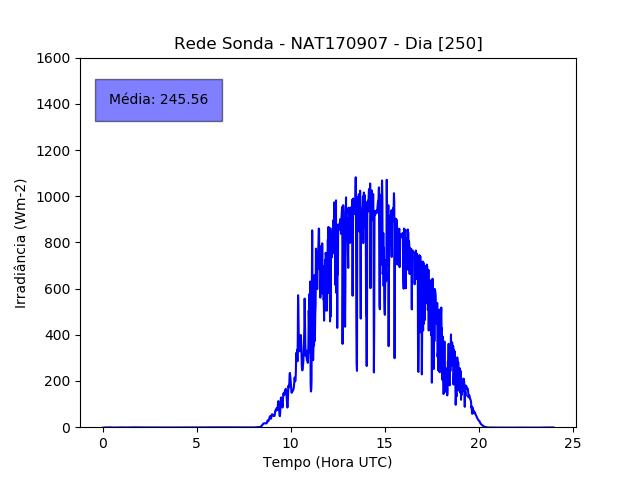 Rede Sonda - NAT170907 - Dia [250]
Média: 245.56
Irradiância (Wm-2)
1600
1400
1200
1000
800
600
400
200
0
0 5 10 15 20 25
Tempo (Hora UTC)